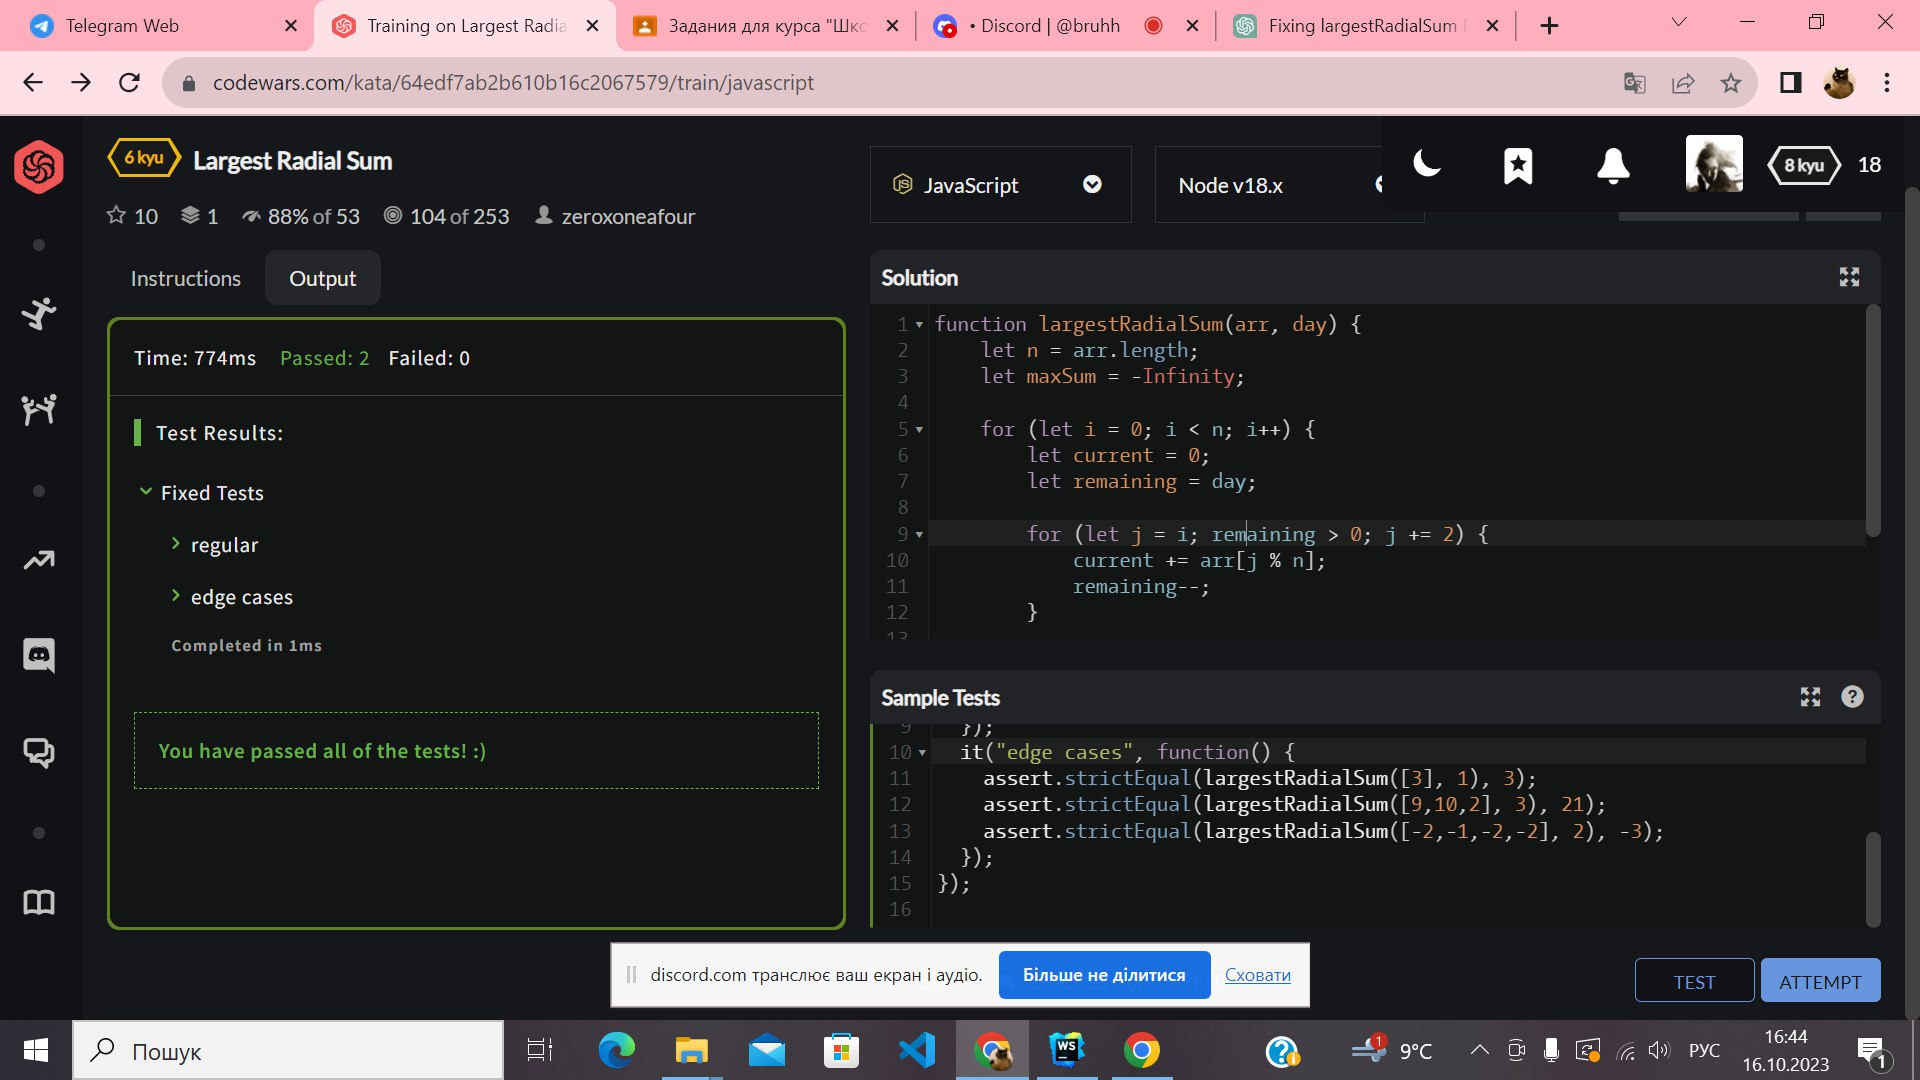 Telegram Web
Training on Largest Radia
Задания для курса "Шко
• Discord | @bruhh
Fixing largestRadialSum F
codewars.com/kata/64edf7ab2b610b16c2067579/train/javascript
6 kyu
Largest Radial Sum
10
1
88% of 53
104 of 253
zeroxoneafour
JavaScript
Node v18.x
8 kyu
18
Instructions
Output
Time: 774ms Passed: 2 Failed: 0
Test Results:
Fixed Tests
regular
edge cases
Completed in 1ms
You have passed all of the tests! :)
Solution
1 function largestRadialSum(arr, day) {
2 let n = arr.length;
3 let maxSum = -Infinity;
4
5 for (let i = 0; i < n; i++) {
6 let current = 0;
7 let remaining = day;
8
9 for (let j = i; remaining > 0; j += 2) {
10 current += arr[j % n];
11 remaining--;
12 }
13
Sample Tests
9 });
10 it("edge cases", function() {
11 assert.strictEqual(largestRadialSum([3], 1), 3);
12 assert.strictEqual(largestRadialSum([9,10,2], 3), 21);
13 assert.strictEqual(largestRadialSum([-2,-1,-2,-2], 2), -3);
14 });
15 });
16
discord.com транслює ваш екран і аудіо.
Більше не ділитися
Сховати
TEST
ATTEMPT
Пошук
WS
1
9°C
РУС
16:44
16.10.2023
1